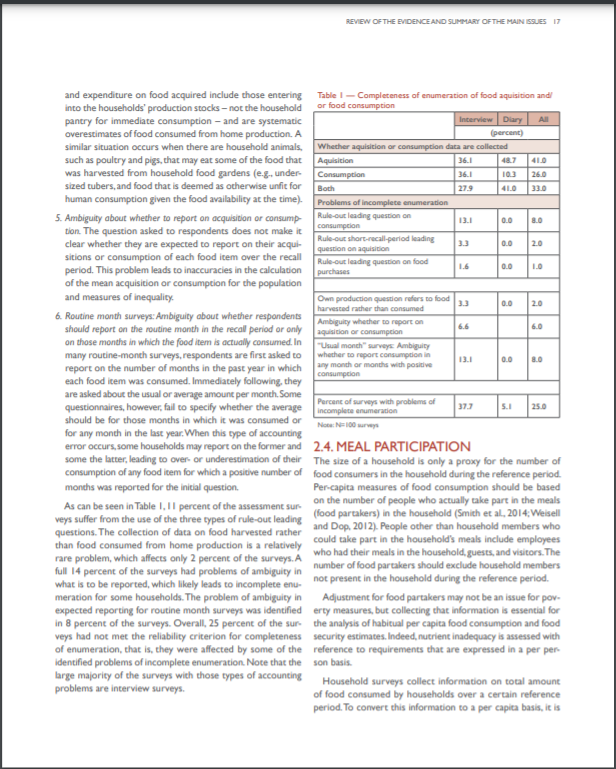 REVIEW OF THE EVIDENCE AND SUMMARY OF THE MAIN ISSUES 17
and expenditure on food acquired include those entering
into the households' production stocks – not the household
pantry for immediate consumption – and are systematic
overestimates of food consumed from home production. A
similar situation occurs when there are household animals,
such as poultry and pigs, that may eat some of the food that
was harvested from household food gardens (e.g., under-
sized tubers, and food that is deemed as otherwise unfit for
human consumption given the food availability at the time).
5. Ambiguity about whether to report on acquisition or consump-
tion. The question asked to respondents does not make it
clear whether they are expected to report on their acqui-
sitions or consumption of each food item over the recall
period. This problem leads to inaccuracies in the calculation
of the mean acquisition or consumption for the population
and measures of inequality.
6. Routine month surveys: Ambiguity about whether respondents
should report on the routine month in the recall period or only
on those months in which the food item is actually consumed. In
many routine-month surveys, respondents are first asked to
report on the number of months in the past year in which
each food item was consumed. Immediately following, they
are asked about the usual or average amount per month. Some
questionnaires, however, fail to specify whether the average
should be for those months in which it was consumed or
for any month in the last year. When this type of accounting
error occurs, some households may report on the former and
some the latter, leading to over- or underestimation of their
consumption of any food item for which a positive number of
months was reported for the initial question.
As can be seen in Table 1, 11 percent of the assessment sur-
veys suffer from the use of the three types of rule-out leading
questions. The collection of data on food harvested rather
than food consumed from home production is a relatively
rare problem, which affects only 2 percent of the surveys. A
full 14 percent of the surveys had problems of ambiguity in
what is to be reported, which likely leads to incomplete enu-
meration for some households. The problem of ambiguity in
expected reporting for routine month surveys was identified
in 8 percent of the surveys. Overall, 25 percent of the sur-
veys had not met the reliability criterion for completeness
of enumeration, that is, they were affected by some of the
identified problems of incomplete enumeration. Note that the
large majority of the surveys with those types of accounting
problems are interview surveys.
Table 1 — Completeness of enumeration of food aquisition and/
or food consumption
Interview Diary All
(percent)
Whether aquisition or consumption data are collected
Aquisition 36.1 48.7 41.0
Consumption 36.1 10.3 26.0
Both 27.9 41.0 33.0
Problems of incomplete enumeration
Rule-out leading question on
consumption 13.1 0.0 8.0
Rule-out short-recall-period leading
question on aquisition 3.3 0.0 2.0
Rule-out leading question on food
purchases 1.6 0.0 1.0
Own production question refers to food
harvested rather than consumed 3.3 0.0 2.0
Ambiguity whether to report on
aquisition or consumption 6.6 6.0
"Usual month" surveys: Ambiguity
whether to report consumption in
any month or months with positive
consumption 13.1 0.0 8.0
Percent of surveys with problems of
incomplete enumeration 37.7 5.1 25.0
Note: N=100 surveys
2.4. MEAL PARTICIPATION
The size of a household is only a proxy for the number of
food consumers in the household during the reference period.
Per-capita measures of food consumption should be based
on the number of people who actually take part in the meals
(food partakers) in the household (Smith et al., 2014; Weisell
and Dop, 2012). People other than household members who
could take part in the household's meals include employees
who had their meals in the household, guests, and visitors. The
number of food partakers should exclude household members
not present in the household during the reference period.
Adjustment for food partakers may not be an issue for pov-
erty measures, but collecting that information is essential for
the analysis of habitual per capita food consumption and food
security estimates. Indeed, nutrient inadequacy is assessed with
reference to requirements that are expressed in a per per-
son basis.
Household surveys collect information on total amount
of food consumed by households over a certain reference
period. To convert this information to a per capita basis, it is